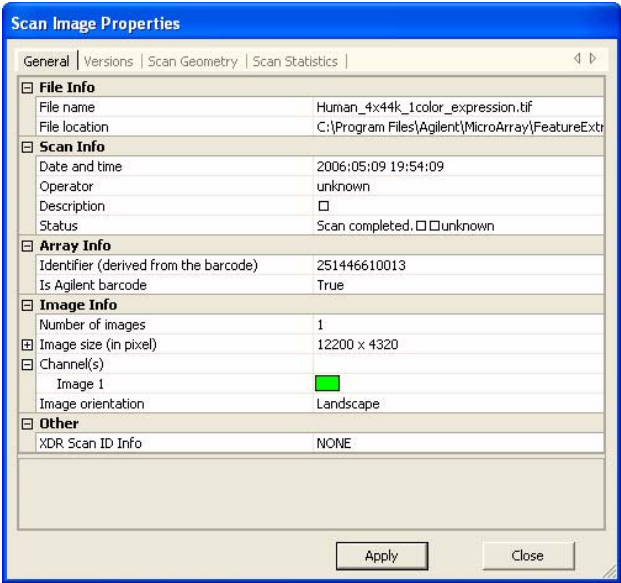 Scan Image Properties
General Versions Scan Geometry Scan Statistics
File Info
File name Human_4x44k_1color_expression.tif
File location C:\Program Files\Agilent\MicroArray\FeatureExtr
Scan Info
Date and time 2006:05:09 19:54:09
Operator unknown
Description □
Status Scan completed.□□unknown
Array Info
Identifier (derived from the barcode) 251446610013
Is Agilent barcode True
Image Info
Number of images 1
Image size (in pixel) 12200 x 4320
Channel(s)
Image 1
Image orientation Landscape
Other
XDR Scan ID Info NONE
Apply Close